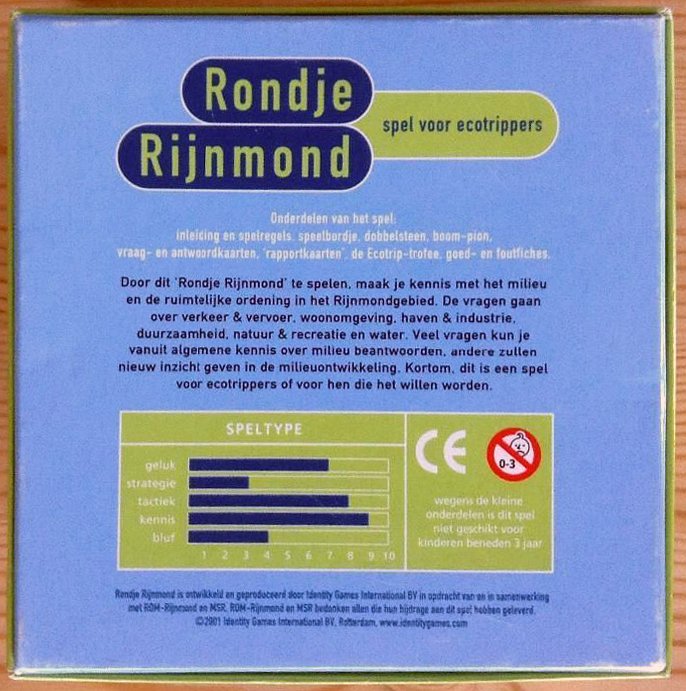 Rondje
Rijnmond
spel voor ecotrippers
Onderdelen van het spel:
inleiding en spelregels, speelbordje, dobbelsteen, boom-pion,
vraag- en antwoordkaarten, 'rapportkaarten', de Ecotrip-trofee, goed- en foutfiches.
Door dit 'Rondje Rijnmond' te spelen, maak je kennis met het milieu
en de ruimtelijke ordening in het Rijnmondgebied. De vragen gaan
over verkeer & vervoer, woonomgeving, haven & industrie,
duurzaamheid, natuur & recreatie en water. Veel vragen kun je
vanuit algemene kennis over milieu beantwoorden, andere zullen
nieuw inzicht geven in de milieuontwikkeling. Kortom, dit is een spel
voor ecotrippers of voor hen die het willen worden.
SPELTYPE
geluk
strategie
tactiek
kennis
bluf
1 2 3 4 5 6 7 8 9 10
CE
0-3
wegens de kleine
onderdelen is dit spel
niet geschikt voor
kinderen beneden 3 jaar
Rondje Rijnmond is ontwikkeld en geproduceerd door Identity Games International BV in opdracht van en in samenwerking
met ROM-Rijnmond en MSR. ROM-Rijnmond en MSR bedanken allen die hun bijdrage aan dit spel hebben geleverd.
©2001 Identity Games International BV, Rotterdam, www.identitygames.com